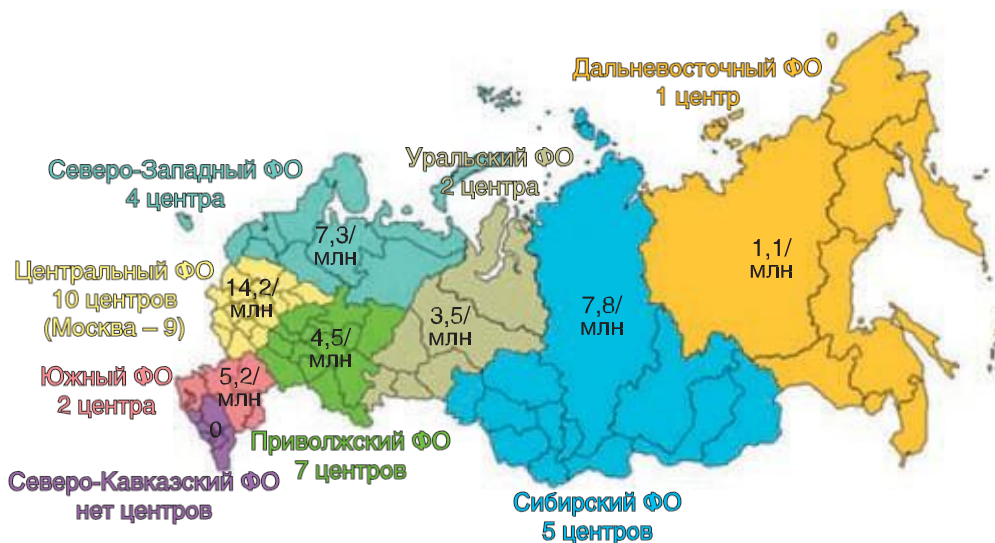 Дальневосточный ФО
1 центр
Уральский ФО
2 центра
Северо-Западный ФО
4 центра
7,3/
млн
1,1/
млн
Центральный ФО
10 центров
(Москва – 9)
14,2/
млн
7,8/
млн
3,5/
млн
4,5/
млн
Южный ФО
2 центра
5,2/
млн
0
Приволжский ФО
7 центров
Северо-Кавказский ФО
нет центров
Сибирский ФО
5 центров